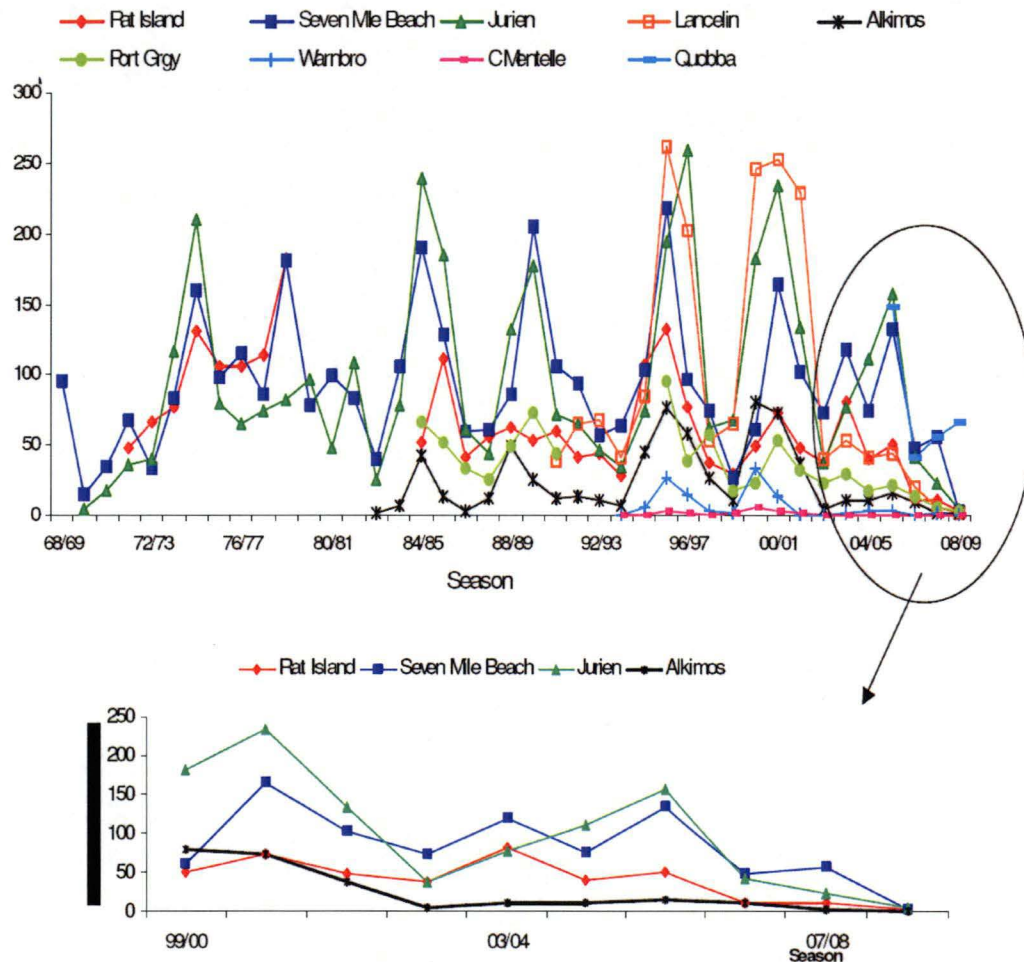 Rat Island Seven Mile Beach Jurien Lancelin Alkimos
Port Grgy Warnbro C Mentelle Quobba
300
250
200
150
100
50
0
68/69 72/73 76/77 80/81 84/85 88/89 92/93 96/97 00/01 04/05 08/09
Season
Rat Island Seven Mile Beach Jurien Alkimos
250
200
150
100
50
0
99/00 03/04 07/08
Season